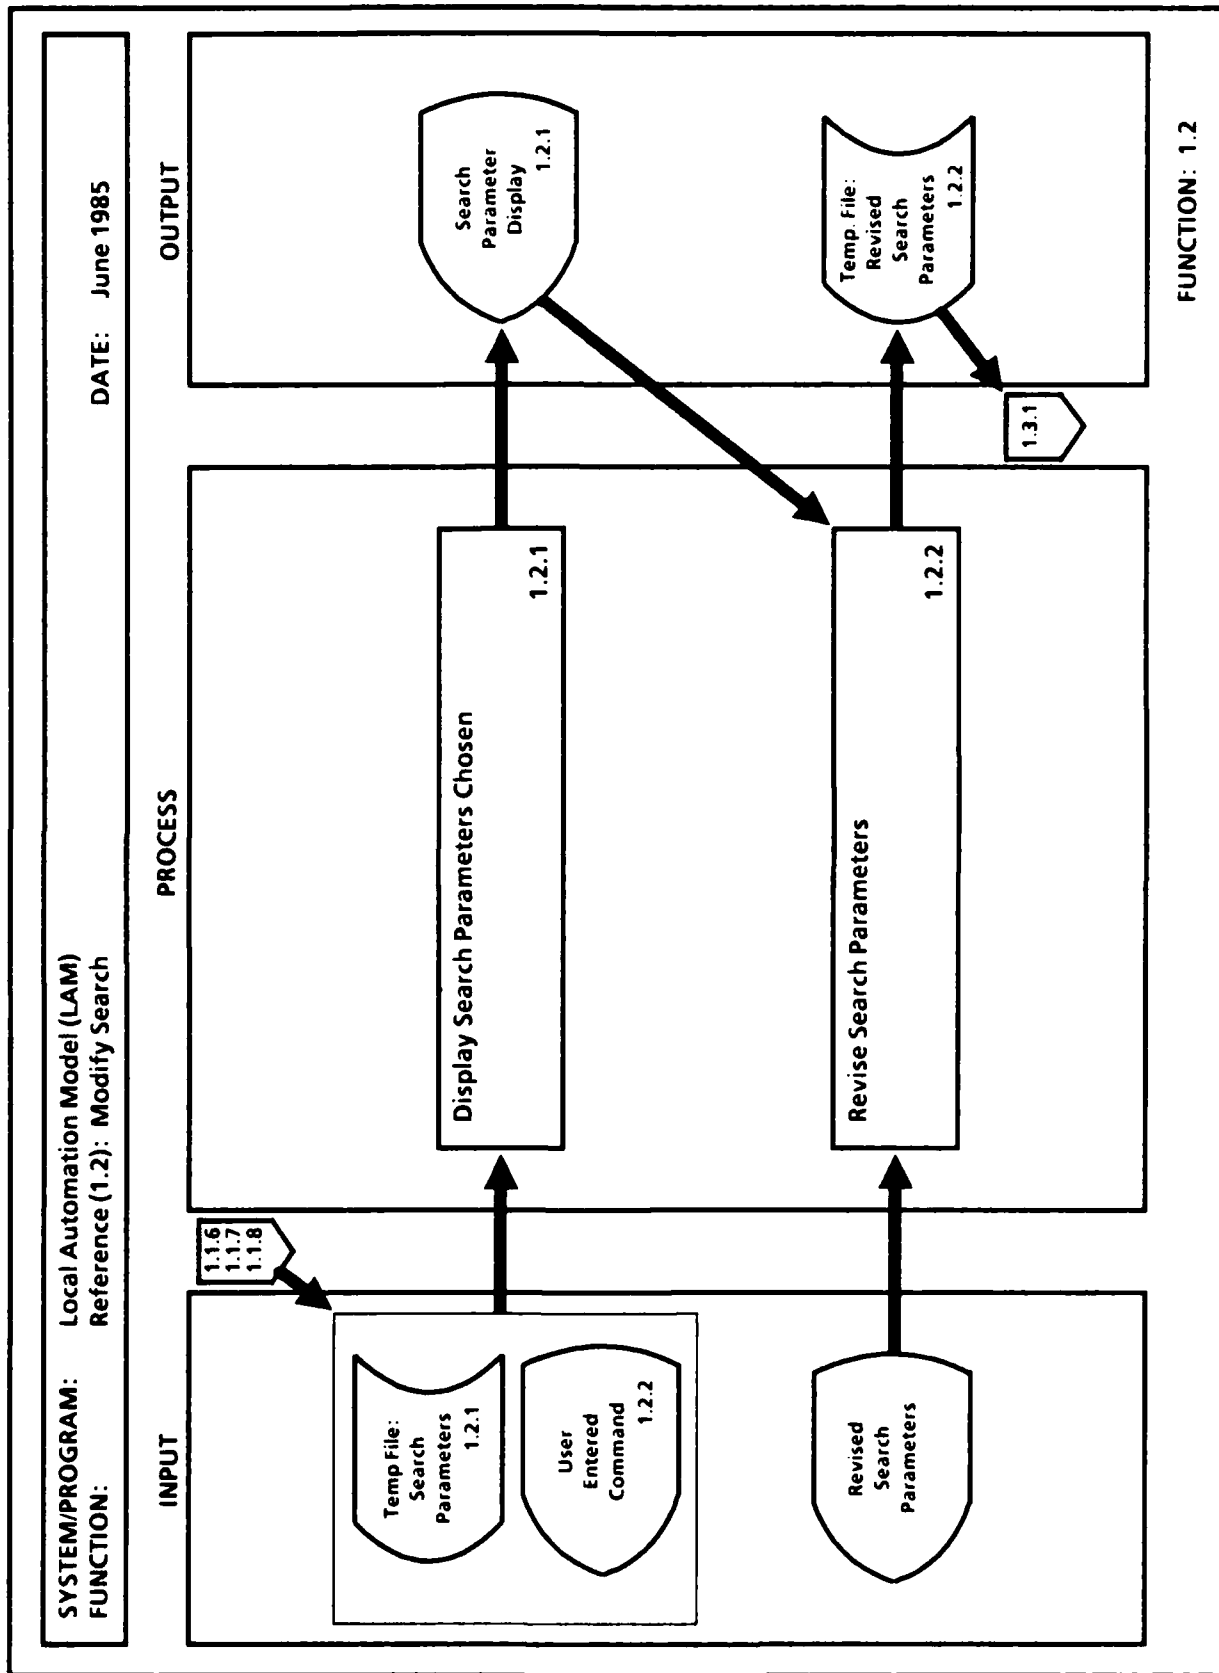 SYSTEM/PROGRAM: Local Automation Model (LAM)
FUNCTION: Reference (1.2): Modify Search DATE: June 1985
INPUT
PROCESS
OUTPUT
1.1.6
1.1.7
1.1.8
Temp File:
Search
Parameters
1.2.1
User
Entered
Command
1.2.2
Display Search Parameters Chosen
1.2.1
Search
Parameter
Display
1.2.1
Revised
Search
Parameters
Revise Search Parameters
1.2.2
Temp. File:
Revised
Search
Parameters
1.2.2
1.3.1
FUNCTION: 1.2